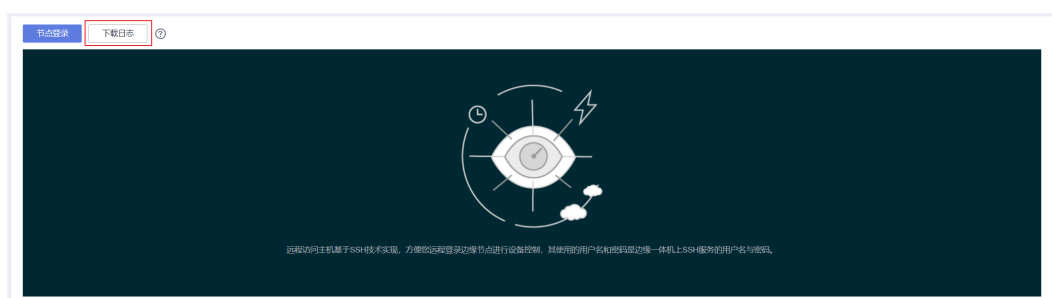 节点登录 下载日志 ?
远程访问主机基于SSH技术实现，方便您远程登录边缘节点进行设备控制，其使用的用户名和密码是边缘一体机上SSH服务的用户名与密码。